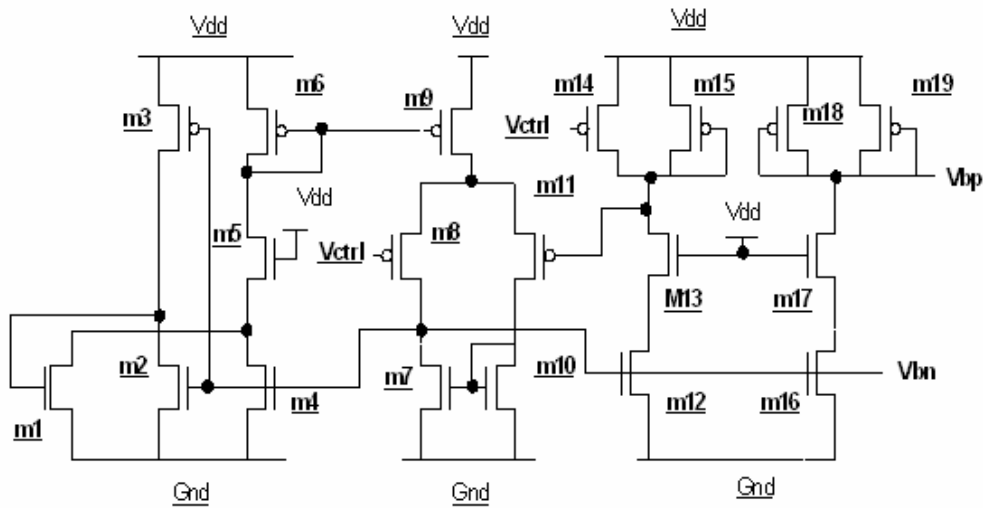 Vdd Vdd Vdd
m6 m14 m15 m19
m3 m9 m18
Vctrl
m11 Vbp
Vdd Vdd
m5 m8
Vctrl
M13 m17
m2 m7 m10 Vbn
m1 m4 m12 m16
Gnd Gnd Gnd